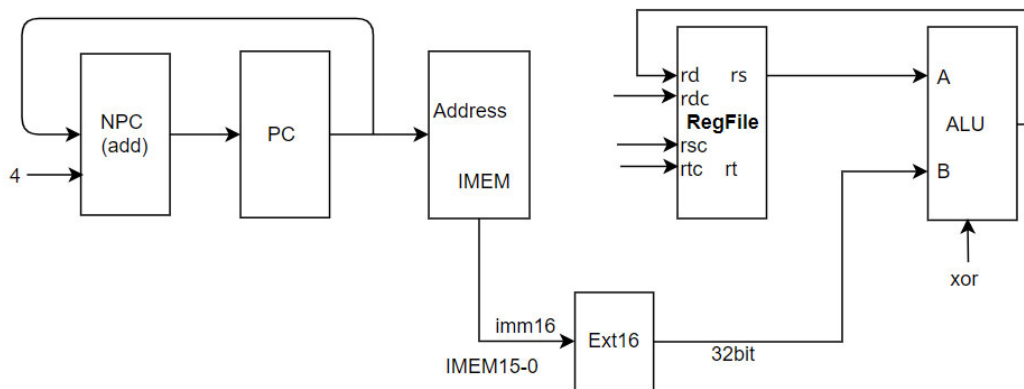 NPC
(add)
4
PC
Address
IMEM
imm16
IMEM15-0
Ext16
32bit
rd rs
rdc
RegFile
rsc
rtc rt
A
ALU
B
xor